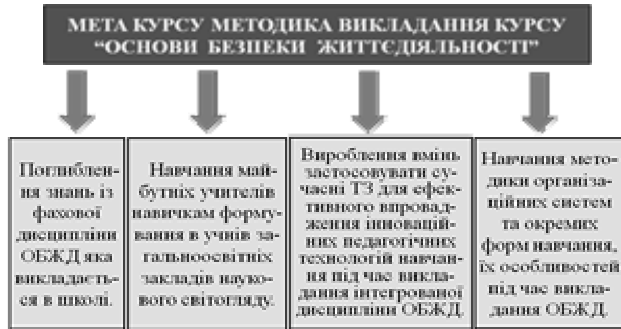 МЕТА КУРСУ МЕТОДИКА ВИКЛАДАННЯ КУРСУ
“ОСНОВИ БЕЗПЕКИ ЖИТТЄДІЯЛЬНОСТІ”
Поглиблен-
ня знань із
фахової
дисципліни
ОБЖД яка
викладаєть-
ся в школі.
Навчання май-
бутніх учителів
навичкам форму-
вання в учнів за-
гальноосвітніх
закладів науко-
вого світогляду.
Вироблення вмінь
застосовувати су-
часні ТЗ для ефек-
тивного впровад-
ження інновацій-
них педагогічних
технологій навчан-
ня під час викла-
дання інтегрованої
дисципліни ОБЖД.
Навчання мето-
дики організа-
ційних систем
та окремих
форм навчання,
їх особливостей
під час викла-
дання ОБЖД.